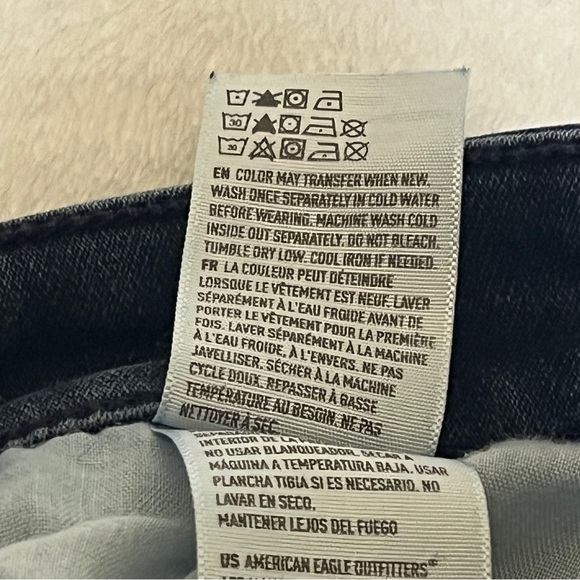 30
30
EN COLOR MAY TRANSFER WHEN NEW,
WASH ONCE SEPARATELY IN COLD WATER
BEFORE WEARING. MACHINE WASH COLD
INSIDE OUT SEPARATELY. DO NOT BLEACH.
TUMBLE DRY LOW. COOL IRON IF NEEDED.
FR LA COULEUR PEUT DÉTEINDRE
LORSQUE LE VÊTEMENT EST NEUF. LAVER
SÉPARÉMENT À L'EAU FROIDE AVANT DE
PORTER LE VÊTEMENT POUR LA PREMIÈRE
FOIS. LAVER SÉPARÉMENT À LA MACHINE
À L'EAU FROIDE, À L'ENVERS. NE PAS
JAVELLISER. SÉCHER À LA MACHINE
CYCLE DOUX. REPASSER À BASSE
TEMPÉRATURE AU BESOIN. NE PAS
NETTOYER À SEC
INTERIOR DE LA
NO USAR BLANQUEADOR. SECAR A
MÁQUINA A TEMPERATURA BAJA. USAR
PLANCHA TIBIA SI ES NECESARIO. NO
LAVAR EN SECO.
MANTENER LEJOS DEL FUEGO
US AMERICAN EAGLE OUTFITTERS®